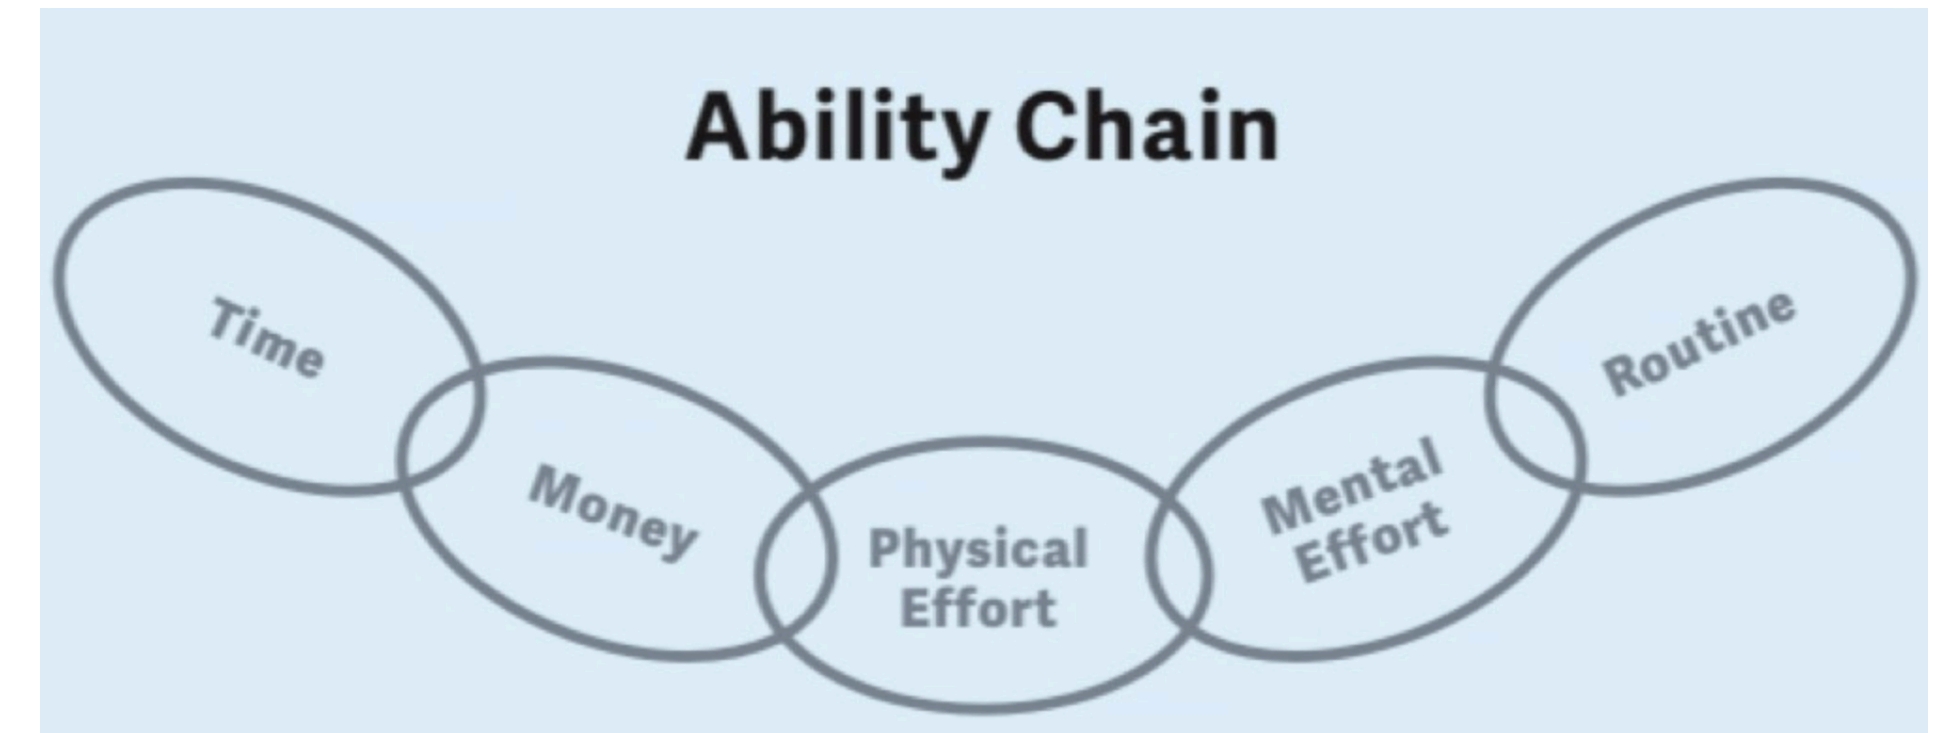 Ability Chain
Time
Money
Physical
Effort
Mental
Effort
Routine